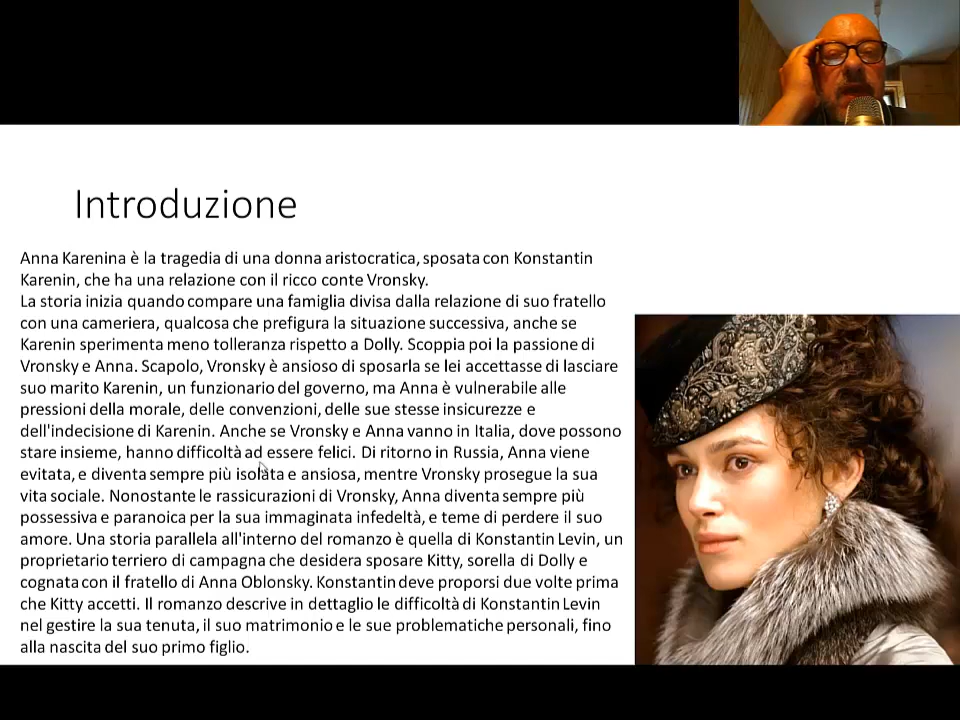 Introduzione
Anna Karenina è la tragedia di una donna aristocratica, sposata con Konstantin
Karenin, che ha una relazione con il ricco conte Vronsky.
La storia inizia quando compare una famiglia divisa dalla relazione di suo fratello
con una cameriera, qualcosa che prefigura la situazione successiva, anche se
Karenin sperimenta meno tolleranza rispetto a Dolly. Scoppia poi la passione di
Vronsky e Anna. Scapolo, Vronsky è ansioso di sposarla se lei accettasse di lasciare
suo marito Karenin, un funzionario del governo, ma Anna è vulnerabile alle
pressioni della morale, delle convenzioni, delle sue stesse insicurezze e
dell'indecisione di Karenin. Anche se Vronsky e Anna vanno in Italia, dove possono
stare insieme, hanno difficoltà ad essere felici. Di ritorno in Russia, Anna viene
evitata, e diventa sempre più isolata e ansiosa, mentre Vronsky prosegue la sua
vita sociale. Nonostante le rassicurazioni di Vronsky, Anna diventa sempre più
possessiva e paranoica per la sua immaginata infedeltà, e teme di perdere il suo
amore. Una storia parallela all'interno del romanzo è quella di Konstantin Levin, un
proprietario terriero di campagna che desidera sposare Kitty, sorella di Dolly e
cognata con il fratello di Anna Oblonsky. Konstantin deve proporsi due volte prima
che Kitty accetti. Il romanzo descrive in dettaglio le difficoltà di Konstantin Levin
nel gestire la sua tenuta, il suo matrimonio e le sue problematiche personali, fino
alla nascita del suo primo figlio.